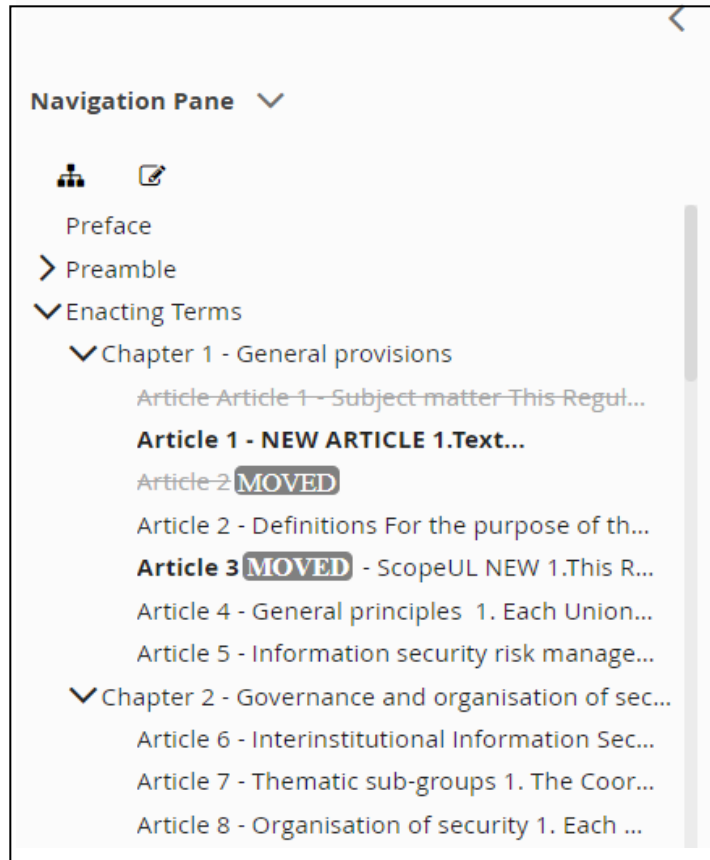 Navigation Pane
Preface
Preamble
Enacting Terms
Chapter 1 - General provisions
Article Article 1 - Subject matter This Regul...
Article 1 - NEW ARTICLE 1.Text...
Article 2 MOVED
Article 2 - Definitions For the purpose of th...
Article 3 MOVED - ScopeUL NEW 1.This R...
Article 4 - General principles 1. Each Union...
Article 5 - Information security risk manage...
Chapter 2 - Governance and organisation of sec...
Article 6 - Interinstitutional Information Sec...
Article 7 - Thematic sub-groups 1. The Coor...
Article 8 - Organisation of security 1. Each ...